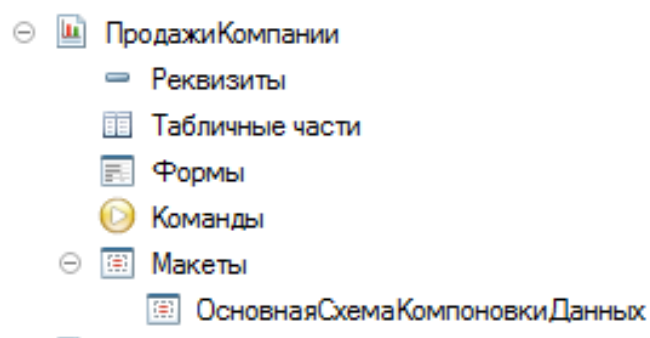 ПродажиКомпании
Реквизиты
Табличные части
Формы
Команды
Макеты
ОсновнаяСхемаКомпоновкиДанных